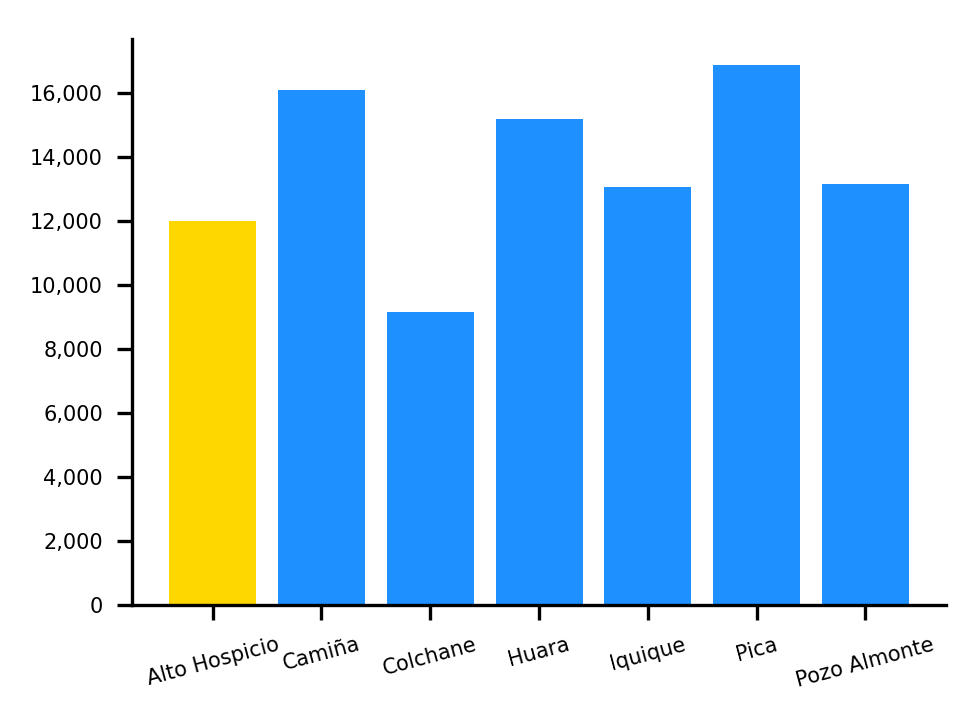 16,000
14,000
12,000
10,000
8,000
6,000
4,000
2,000
0
Alto Hospicio
Camiña
Colchane
Huara
Iquique
Pica
Pozo Almonte